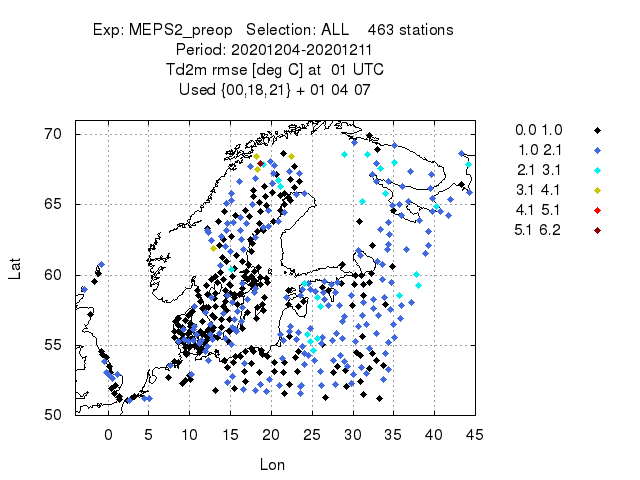 Exp: MEPS2_preop   Selection: ALL    463 stations
Period: 20201204-20201211
Td2m rmse [deg C] at  01 UTC
Used {00,18,21} + 01 04 07
70
65
60
55
50
Lat
0 5 10 15 20 25 30 35 40 45
Lon
0.0 1.0
1.0 2.1
2.1 3.1
3.1 4.1
4.1 5.1
5.1 6.2